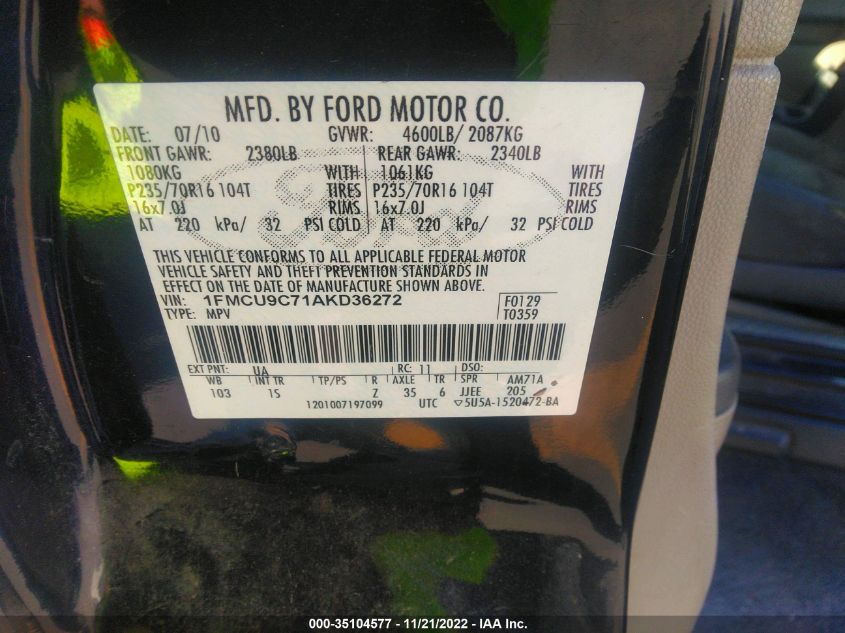 MFD. BY FORD MOTOR CO.
DATE: 07/10 GVWR: 4600LB/ 2087KG
FRONT GAWR: 2380LB REAR GAWR: 2340LB
1080KG WITH 1061KG WITH
P235/70R16 104T TIRES P235/70R16 104T TIRES
16x7.0J RIMS 16x7.0J RIMS
AT 220 kPa/ 32 PSI COLD AT 220 kPa/ 32 PSI COLD
THIS VEHICLE CONFORMS TO ALL APPLICABLE FEDERAL MOTOR
VEHICLE SAFETY AND THEFT PREVENTION STANDARDS IN
EFFECT ON THE DATE OF MANUFACTURE SHOWN ABOVE.
VIN: 1FMCU9C71AKD36272 F0129
TYPE: MPV T0359
EXT PNT: UA RC: 11 DSO:
WB INT TR TP/PS R AXLE TR SPR AM71A
103 1S Z 35 6 JJEE 205
1201007197099 UTC ▽5U5A-1520472-BA
000-35104577 - 11/21/2022 - IAA Inc.